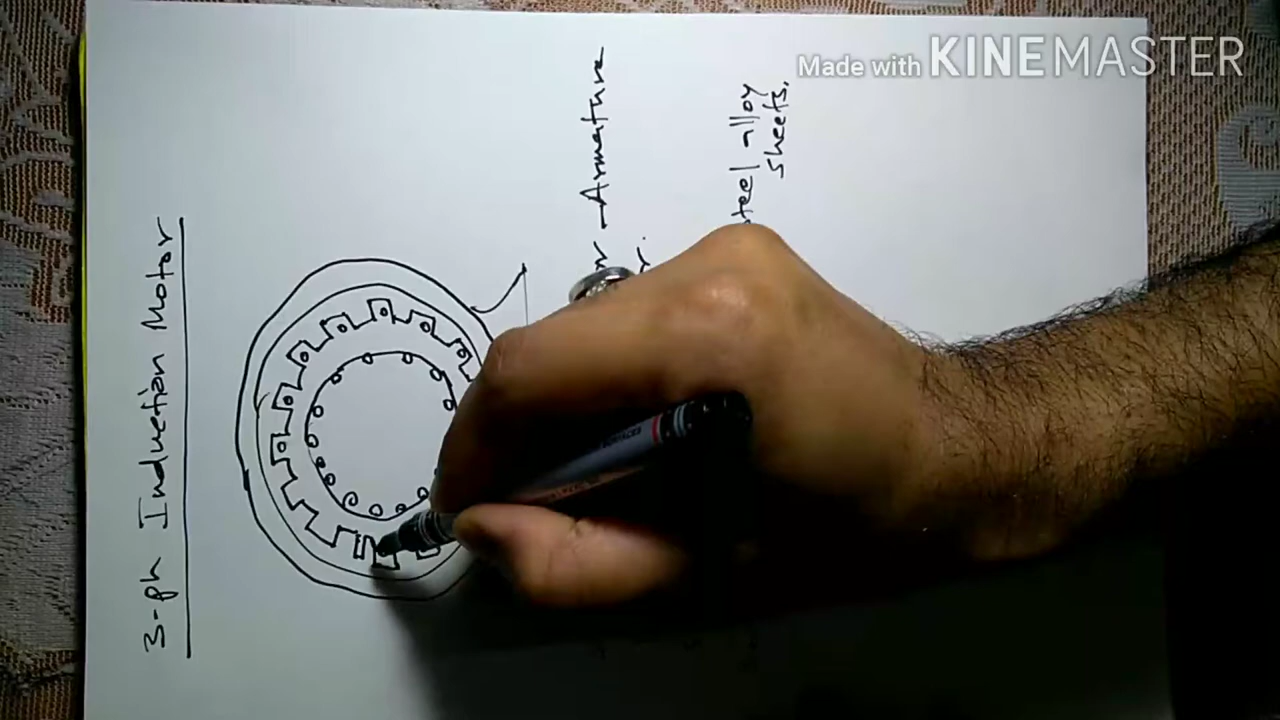 Made with KINEMASTER
3-ph Induction Motor
Armature
steel alloy
sheets.